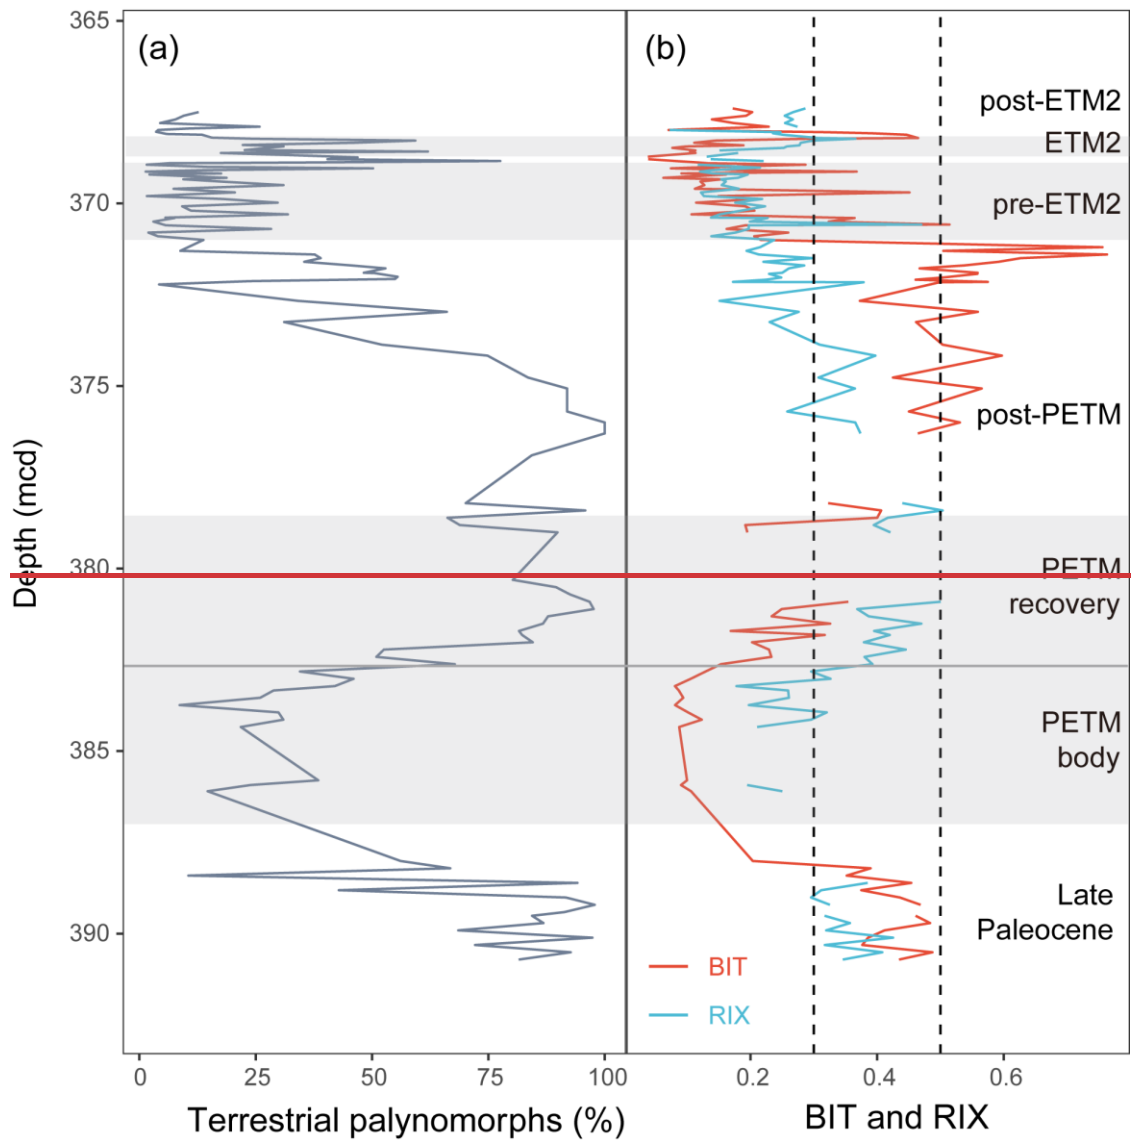 (a)
(b)
365
370
375
380
385
390
Depth (mcd)
post-ETM2
ETM2
pre-ETM2
post-PETM
PETM
recovery
PETM
body
Late
Paleocene
BIT
RIX
0
25
50
75
100
0.2
0.4
0.6
Terrestrial palynomorphs (%)
BIT and RIX